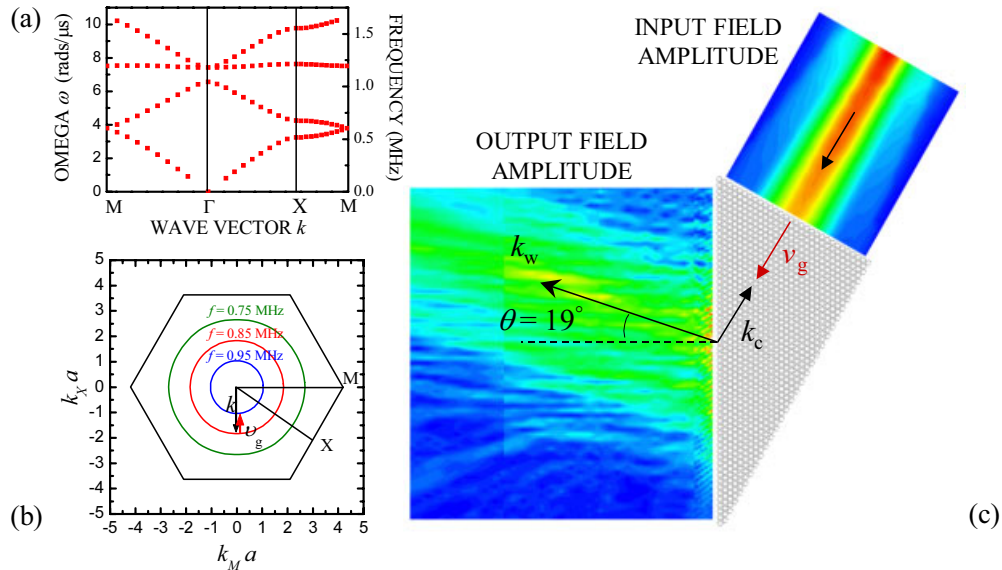 (a)
OMEGA ω (rads/μs)
10
8
6
4
2
0
M
Γ
X
M
WAVE VECTOR k
1.5
1.0
0.5
0.0
FREQUENCY (MHz)
(b)
k_X a
5
4
3
2
1
0
-1
-2
-3
-4
-5
f = 0.75 MHz
f = 0.85 MHz
f = 0.95 MHz
M
k
υ_g
X
-5 -4 -3 -2 -1 0 1 2 3 4 5
k_M a
INPUT FIELD
AMPLITUDE
OUTPUT FIELD
AMPLITUDE
k_w
θ = 19°
v_g
k_c
(c)